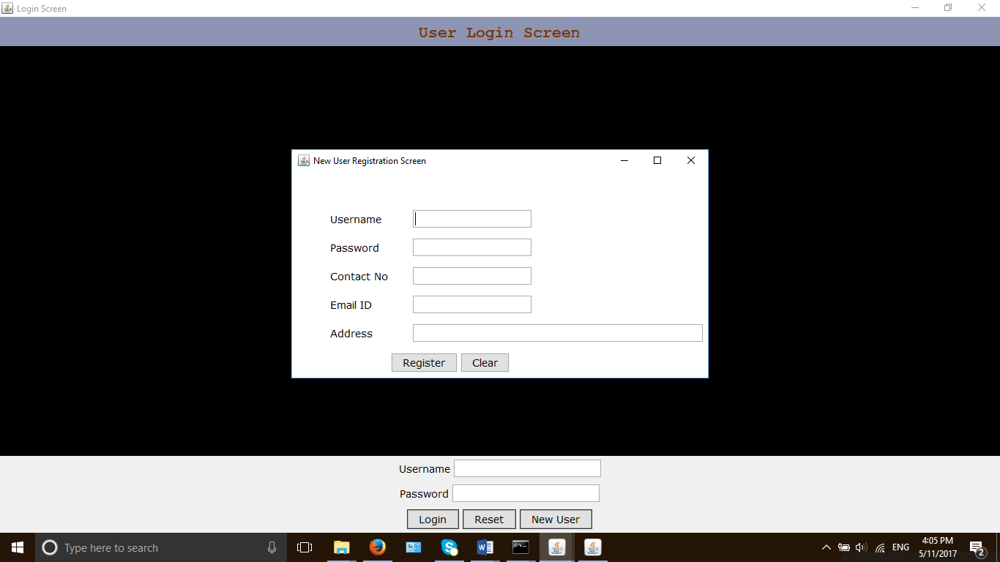 Login Screen
User Login Screen
New User Registration Screen
Username
Password
Contact No
Email ID
Address
Register Clear
Username
Password
Login Reset New User
Type here to search
ENG
4:05 PM
5/11/2017
2